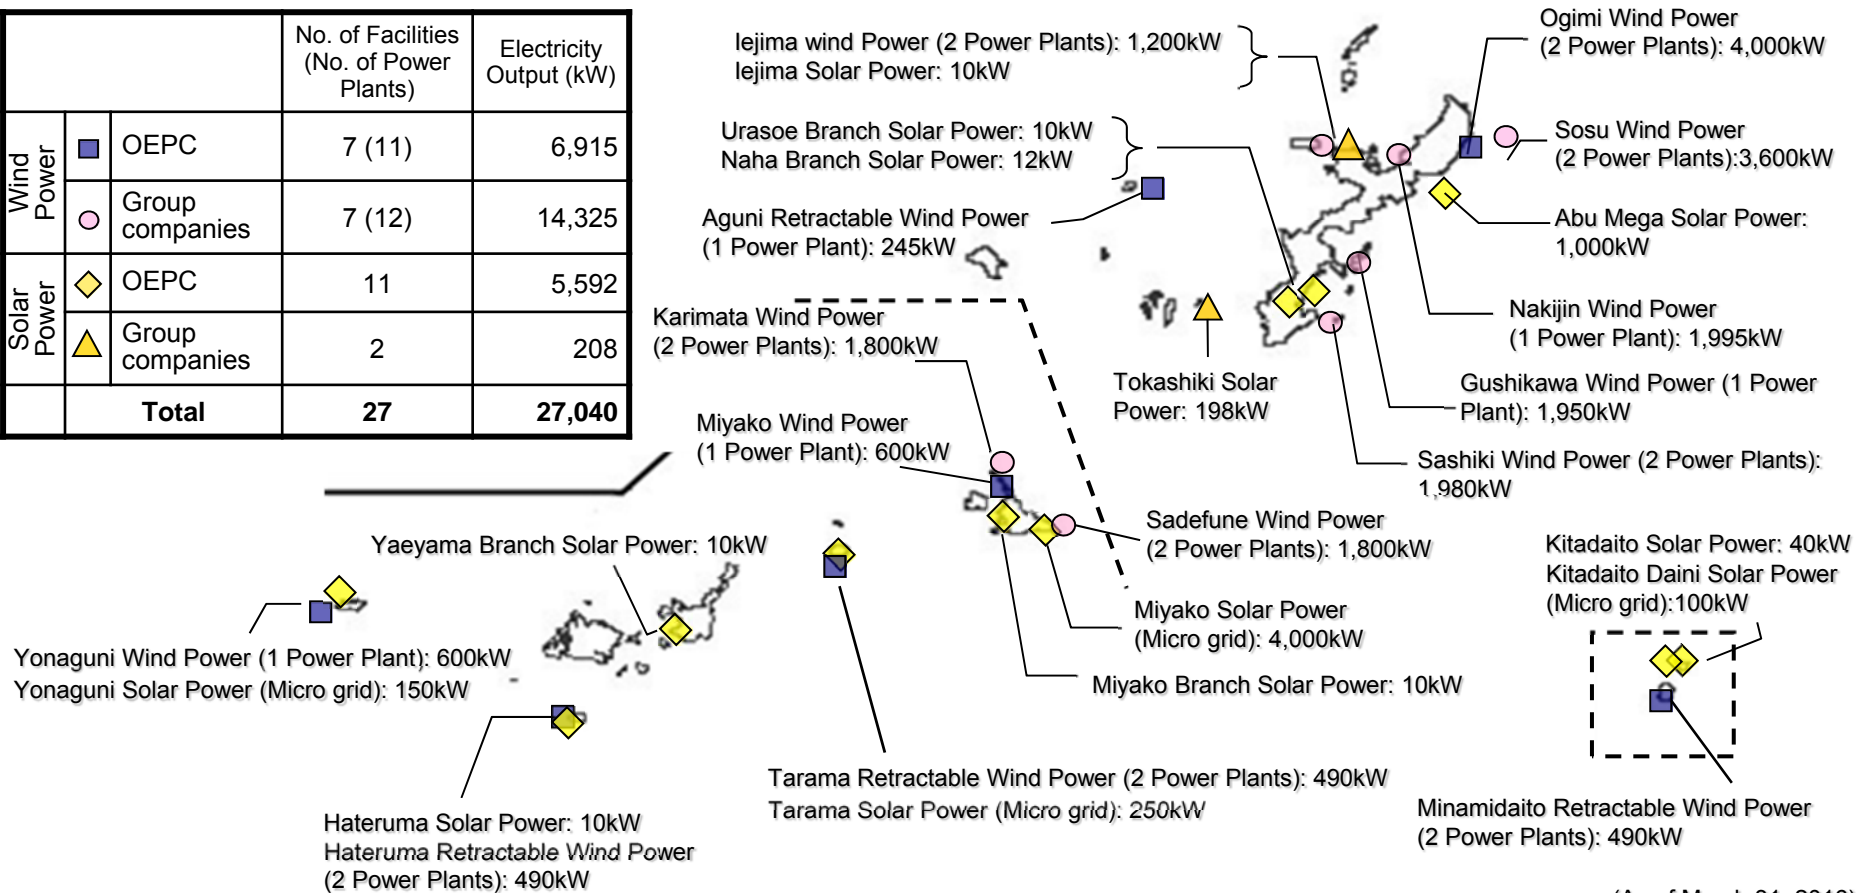 No. of Facilities
(No. of Power
Plants)
Electricity
Output (kW)
Wind
Power
OEPC
7 (11)
6,915
Group
companies
7 (12)
14,325
Solar
Power
OEPC
11
5,592
Group
companies
2
208
Total
27
27,040
Iejima wind Power (2 Power Plants): 1,200kW
Iejima Solar Power: 10kW
Urasoe Branch Solar Power: 10kW
Naha Branch Solar Power: 12kW
Aguni Retractable Wind Power
(1 Power Plant): 245kW
Ogimi Wind Power
(2 Power Plants): 4,000kW
Sosu Wind Power
(2 Power Plants):3,600kW
Abu Mega Solar Power:
1,000kW
Nakijin Wind Power
(1 Power Plant): 1,995kW
Gushikawa Wind Power (1 Power
Plant): 1,950kW
Sashiki Wind Power (2 Power Plants):
1,980kW
Tokashiki Solar
Power: 198kW
Karimata Wind Power
(2 Power Plants): 1,800kW
Miyako Wind Power
(1 Power Plant): 600kW
Sadefune Wind Power
(2 Power Plants): 1,800kW
Miyako Solar Power
(Micro grid): 4,000kW
Miyako Branch Solar Power: 10kW
Yaeyama Branch Solar Power: 10kW
Yonaguni Wind Power (1 Power Plant): 600kW
Yonaguni Solar Power (Micro grid): 150kW
Hateruma Solar Power: 10kW
Hateruma Retractable Wind Power
(2 Power Plants): 490kW
Tarama Retractable Wind Power (2 Power Plants): 490kW
Tarama Solar Power (Micro grid): 250kW
Kitadaito Solar Power: 40kW
Kitadaito Daini Solar Power
(Micro grid):100kW
Minamidaito Retractable Wind Power
(2 Power Plants): 490kW